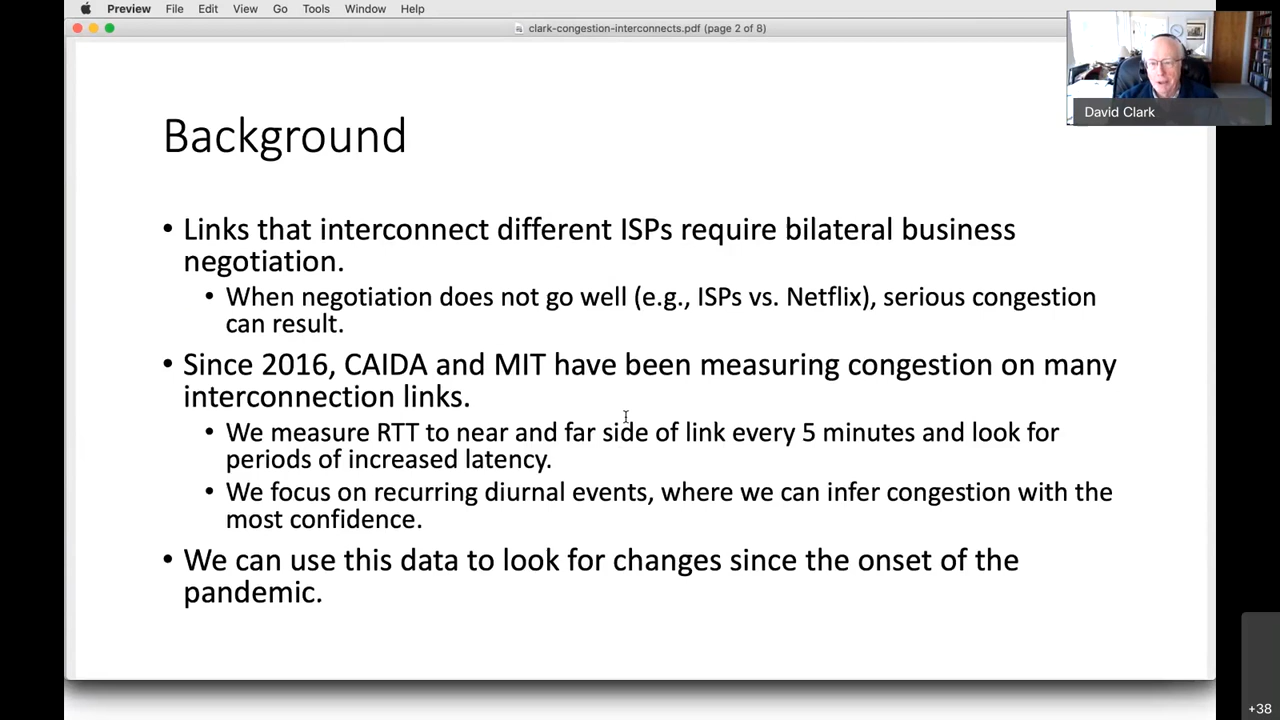 Preview File Edit View Go Tools Window Help
clark-congestion-interconnects.pdf (page 2 of 8)
David Clark
Background
• Links that interconnect different ISPs require bilateral business
negotiation.
• When negotiation does not go well (e.g., ISPs vs. Netflix), serious congestion
can result.
• Since 2016, CAIDA and MIT have been measuring congestion on many
interconnection links.
• We measure RTT to near and far side of link every 5 minutes and look for
periods of increased latency.
• We focus on recurring diurnal events, where we can infer congestion with the
most confidence.
• We can use this data to look for changes since the onset of the
pandemic.
+38